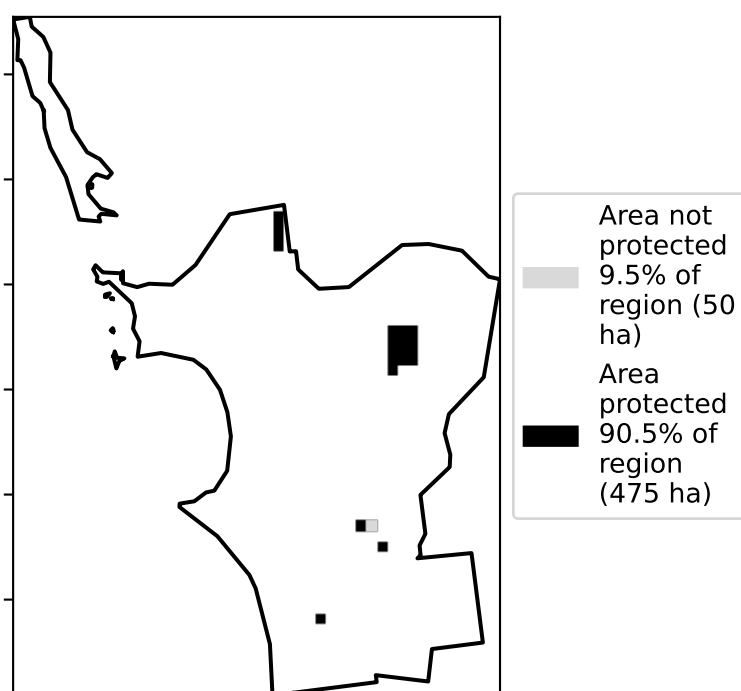 Area not
protected
9.5% of
region (50
ha)
Area
protected
90.5% of
region
(475 ha)